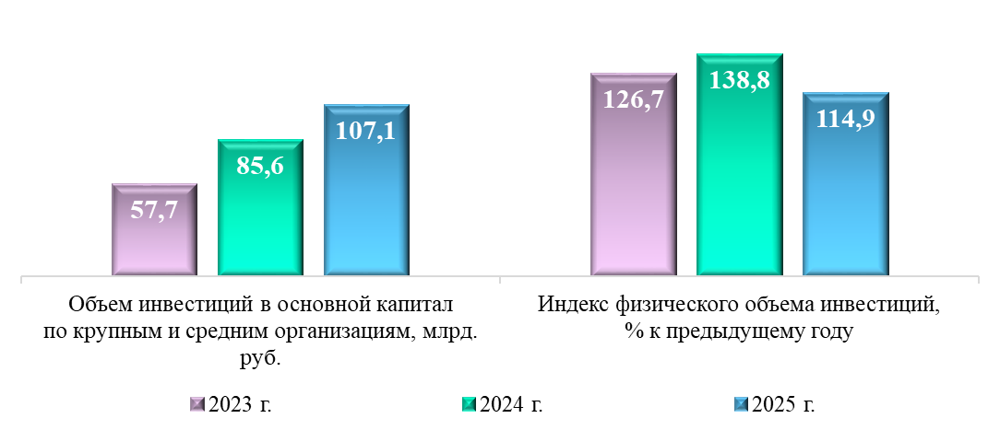 57,7
85,6
107,1
126,7
138,8
114,9
Объем инвестиций в основной капитал
по крупным и средним организациям, млрд.
руб.
Индекс физического объема инвестиций,
% к предыдущему году
2023 г.
2024 г.
2025 г.